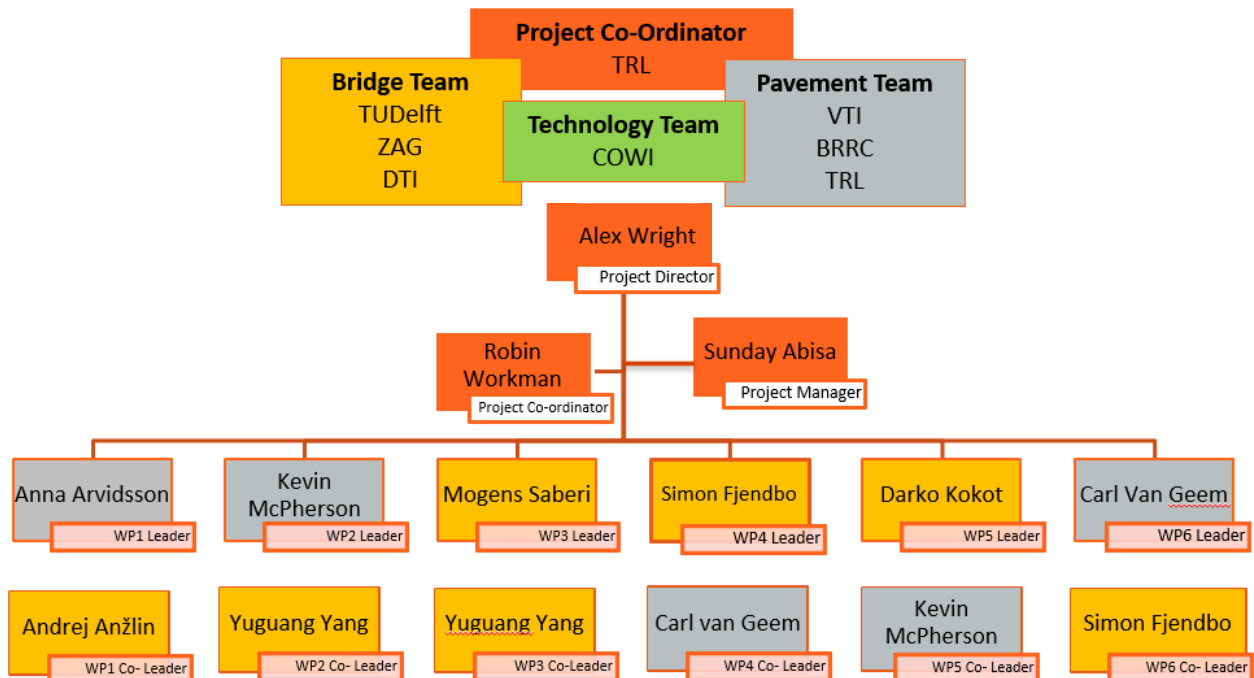 Project Co-Ordinator
TRL
Bridge Team
TUDelft
ZAG
DTI
Technology Team
COWI
Pavement Team
VTI
BRRC
TRL
Alex Wright
Project Director
Robin
Workman
Project Co-ordinator
Sunday Abisa
Project Manager
Anna Arvidsson
WP1 Leader
Kevin
McPherson
WP2 Leader
Mogens Saberi
WP3 Leader
Simon Fjendbo
WP4 Leader
Darko Kokot
WP5 Leader
Carl Van Geem
WP6 Leader
Andrej Anžlin
WP1 Co- Leader
Yuguang Yang
WP2 Co- Leader
Yuguang Yang
WP3 Co-Leader
Carl van Geem
WP4 Co- Leader
Kevin
McPherson
WP5 Co- Leader
Simon Fjendbo
WP6 Co- Leader